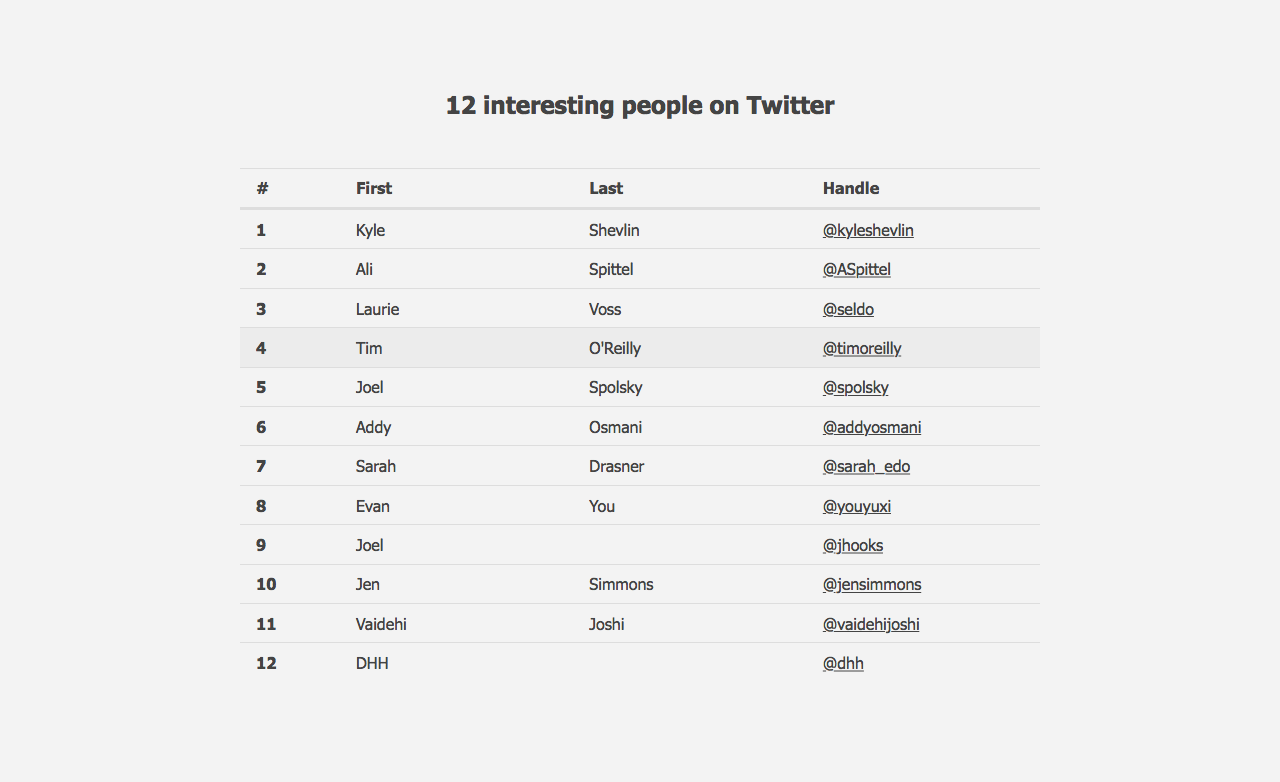 12 interesting people on Twitter
# First Last Handle
1 Kyle Shevlin @kyleshevlin
2 Ali Spittel @ASpittel
3 Laurie Voss @seldo
4 Tim O'Reilly @timoreilly
5 Joel Spolsky @spolsky
6 Addy Osmani @addyosmani
7 Sarah Drasner @sarah_edo
8 Evan You @youyuxi
9 Joel @jhooks
10 Jen Simmons @jensimmons
11 Vaidehi Joshi @vaidehijoshi
12 DHH @dhh